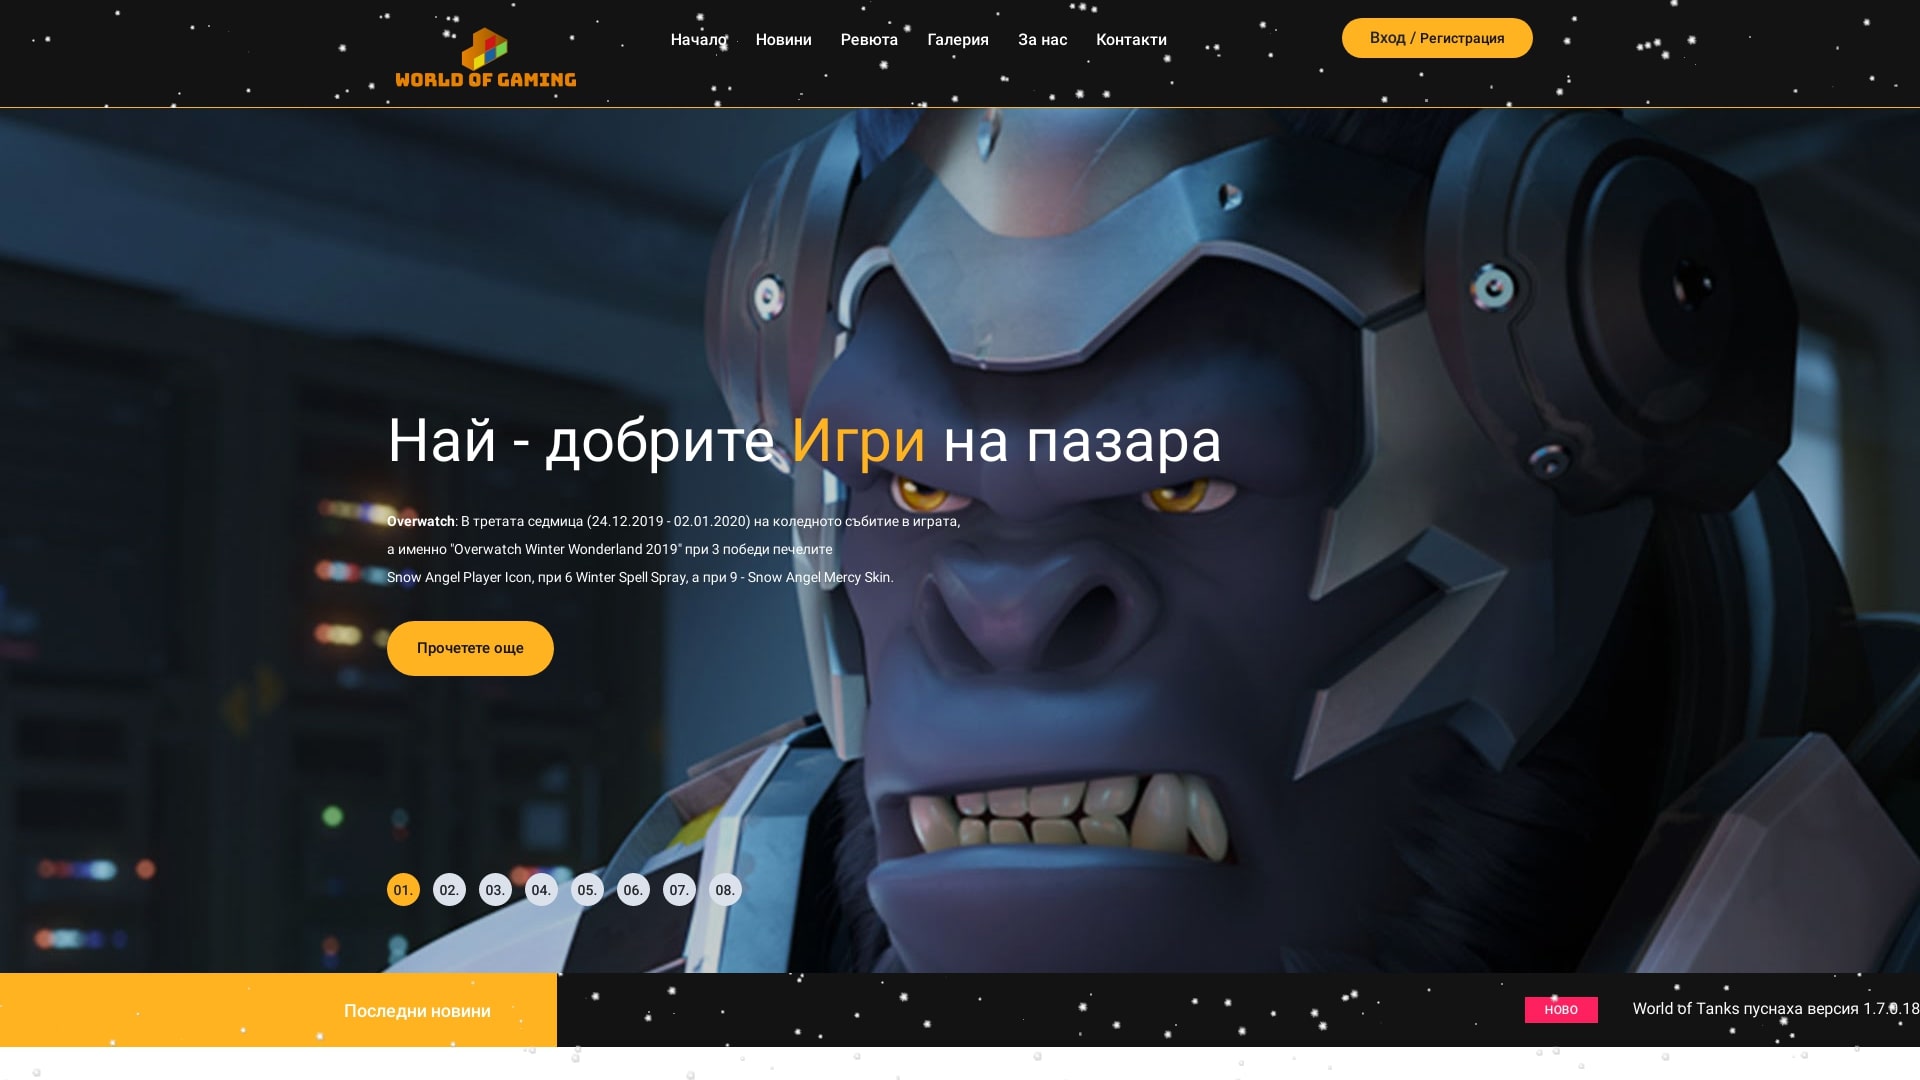 WORLD OF GAMING
Начало Новини Ревюта Галерия За нас Контакти
Вход / Регистрация
Най - добрите Игри на пазара
Overwatch: В третата седмица (24.12.2019 - 02.01.2020) на коледното събитие в играта,
а именно "Overwatch Winter Wonderland 2019" при 3 победи печелите
Snow Angel Player Icon, при 6 Winter Spell Spray, а при 9 - Snow Angel Mercy Skin.
Прочетете още
01. 02. 03. 04. 05. 06. 07. 08.
Последни новини
НОВО
World of Tanks пуснаха версия 1.7.0.18